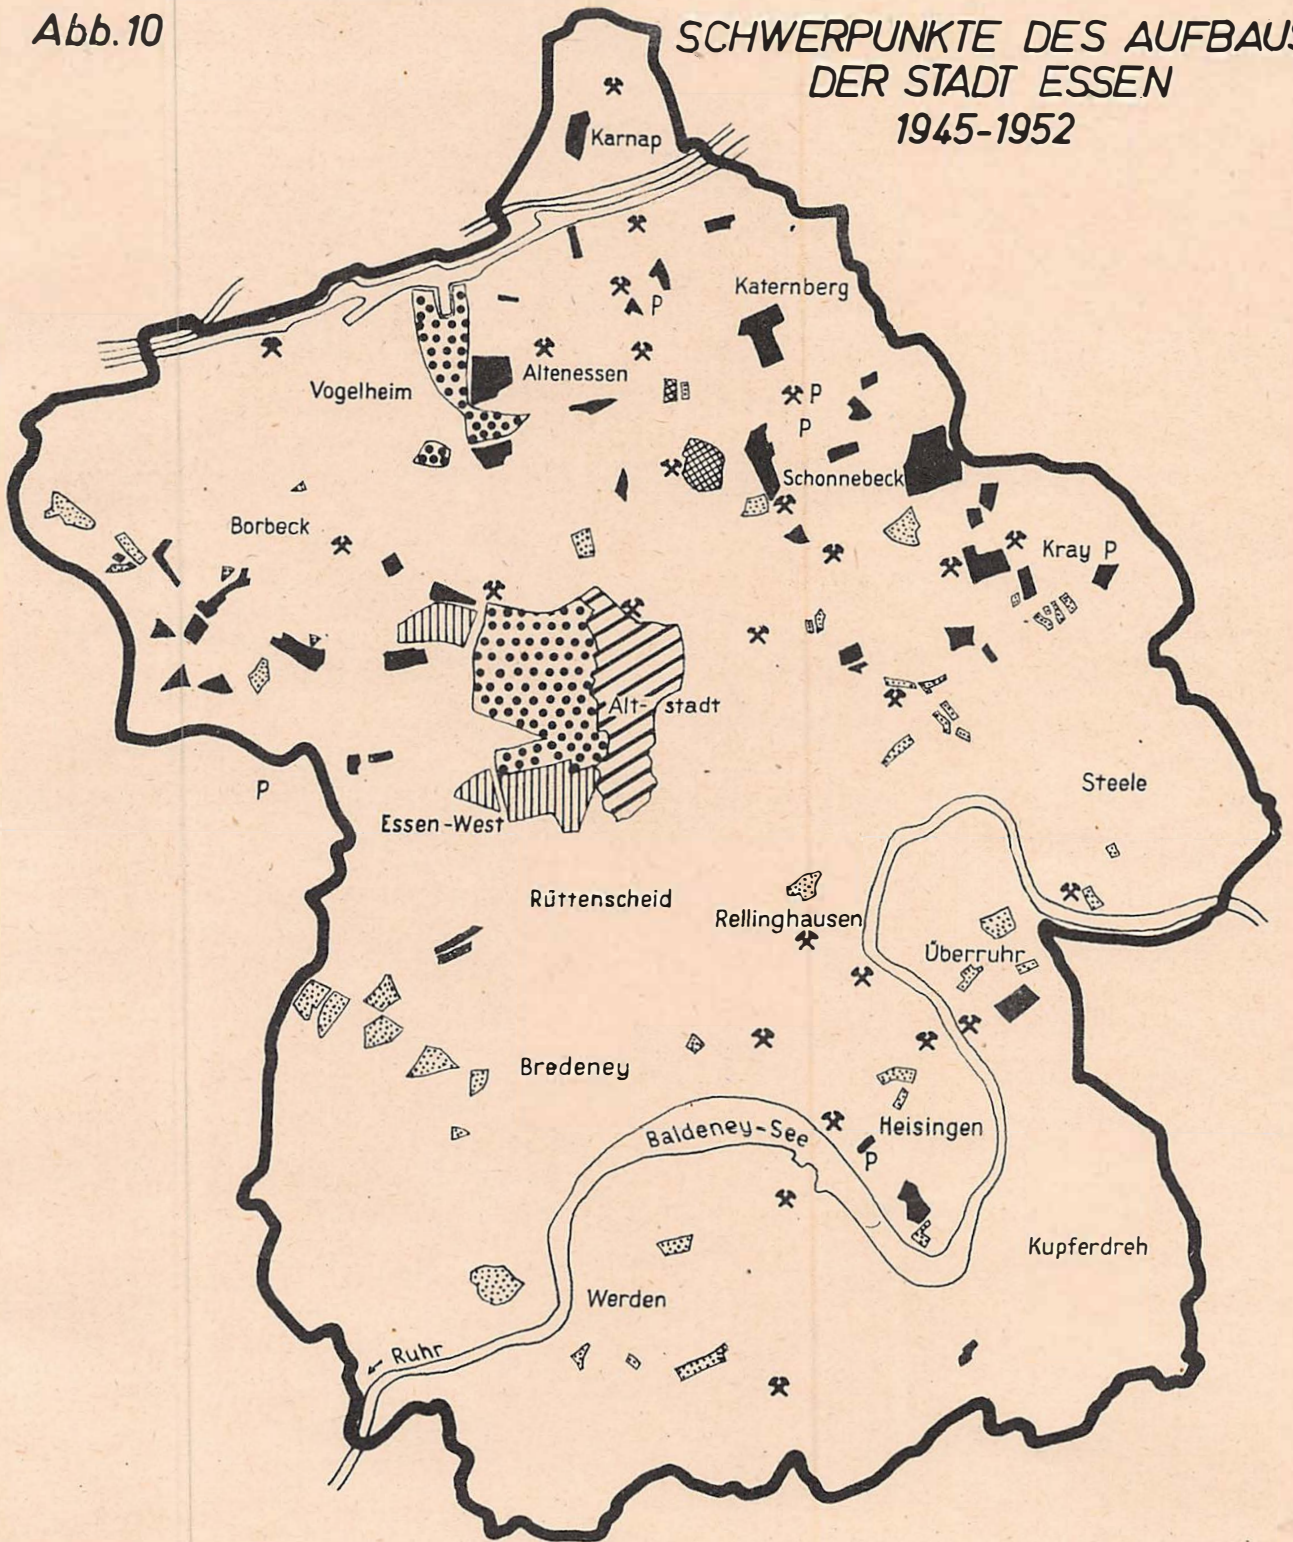 Abb.10
SCHWERPUNKTE DES AUFBAUS
DER STADT ESSEN
1945-1952
Karnap
Katernberg
P
Vogelheim
Altenessen
P
P
Schonnebeck
Borbeck
Kray P
Alt- stadt
P
Steele
Essen-West
Rüttenscheid
Rellinghausen
Überruhr
Bredeney
Baldeney-See
Heisingen
P
Kupferdreh
Werden
Ruhr